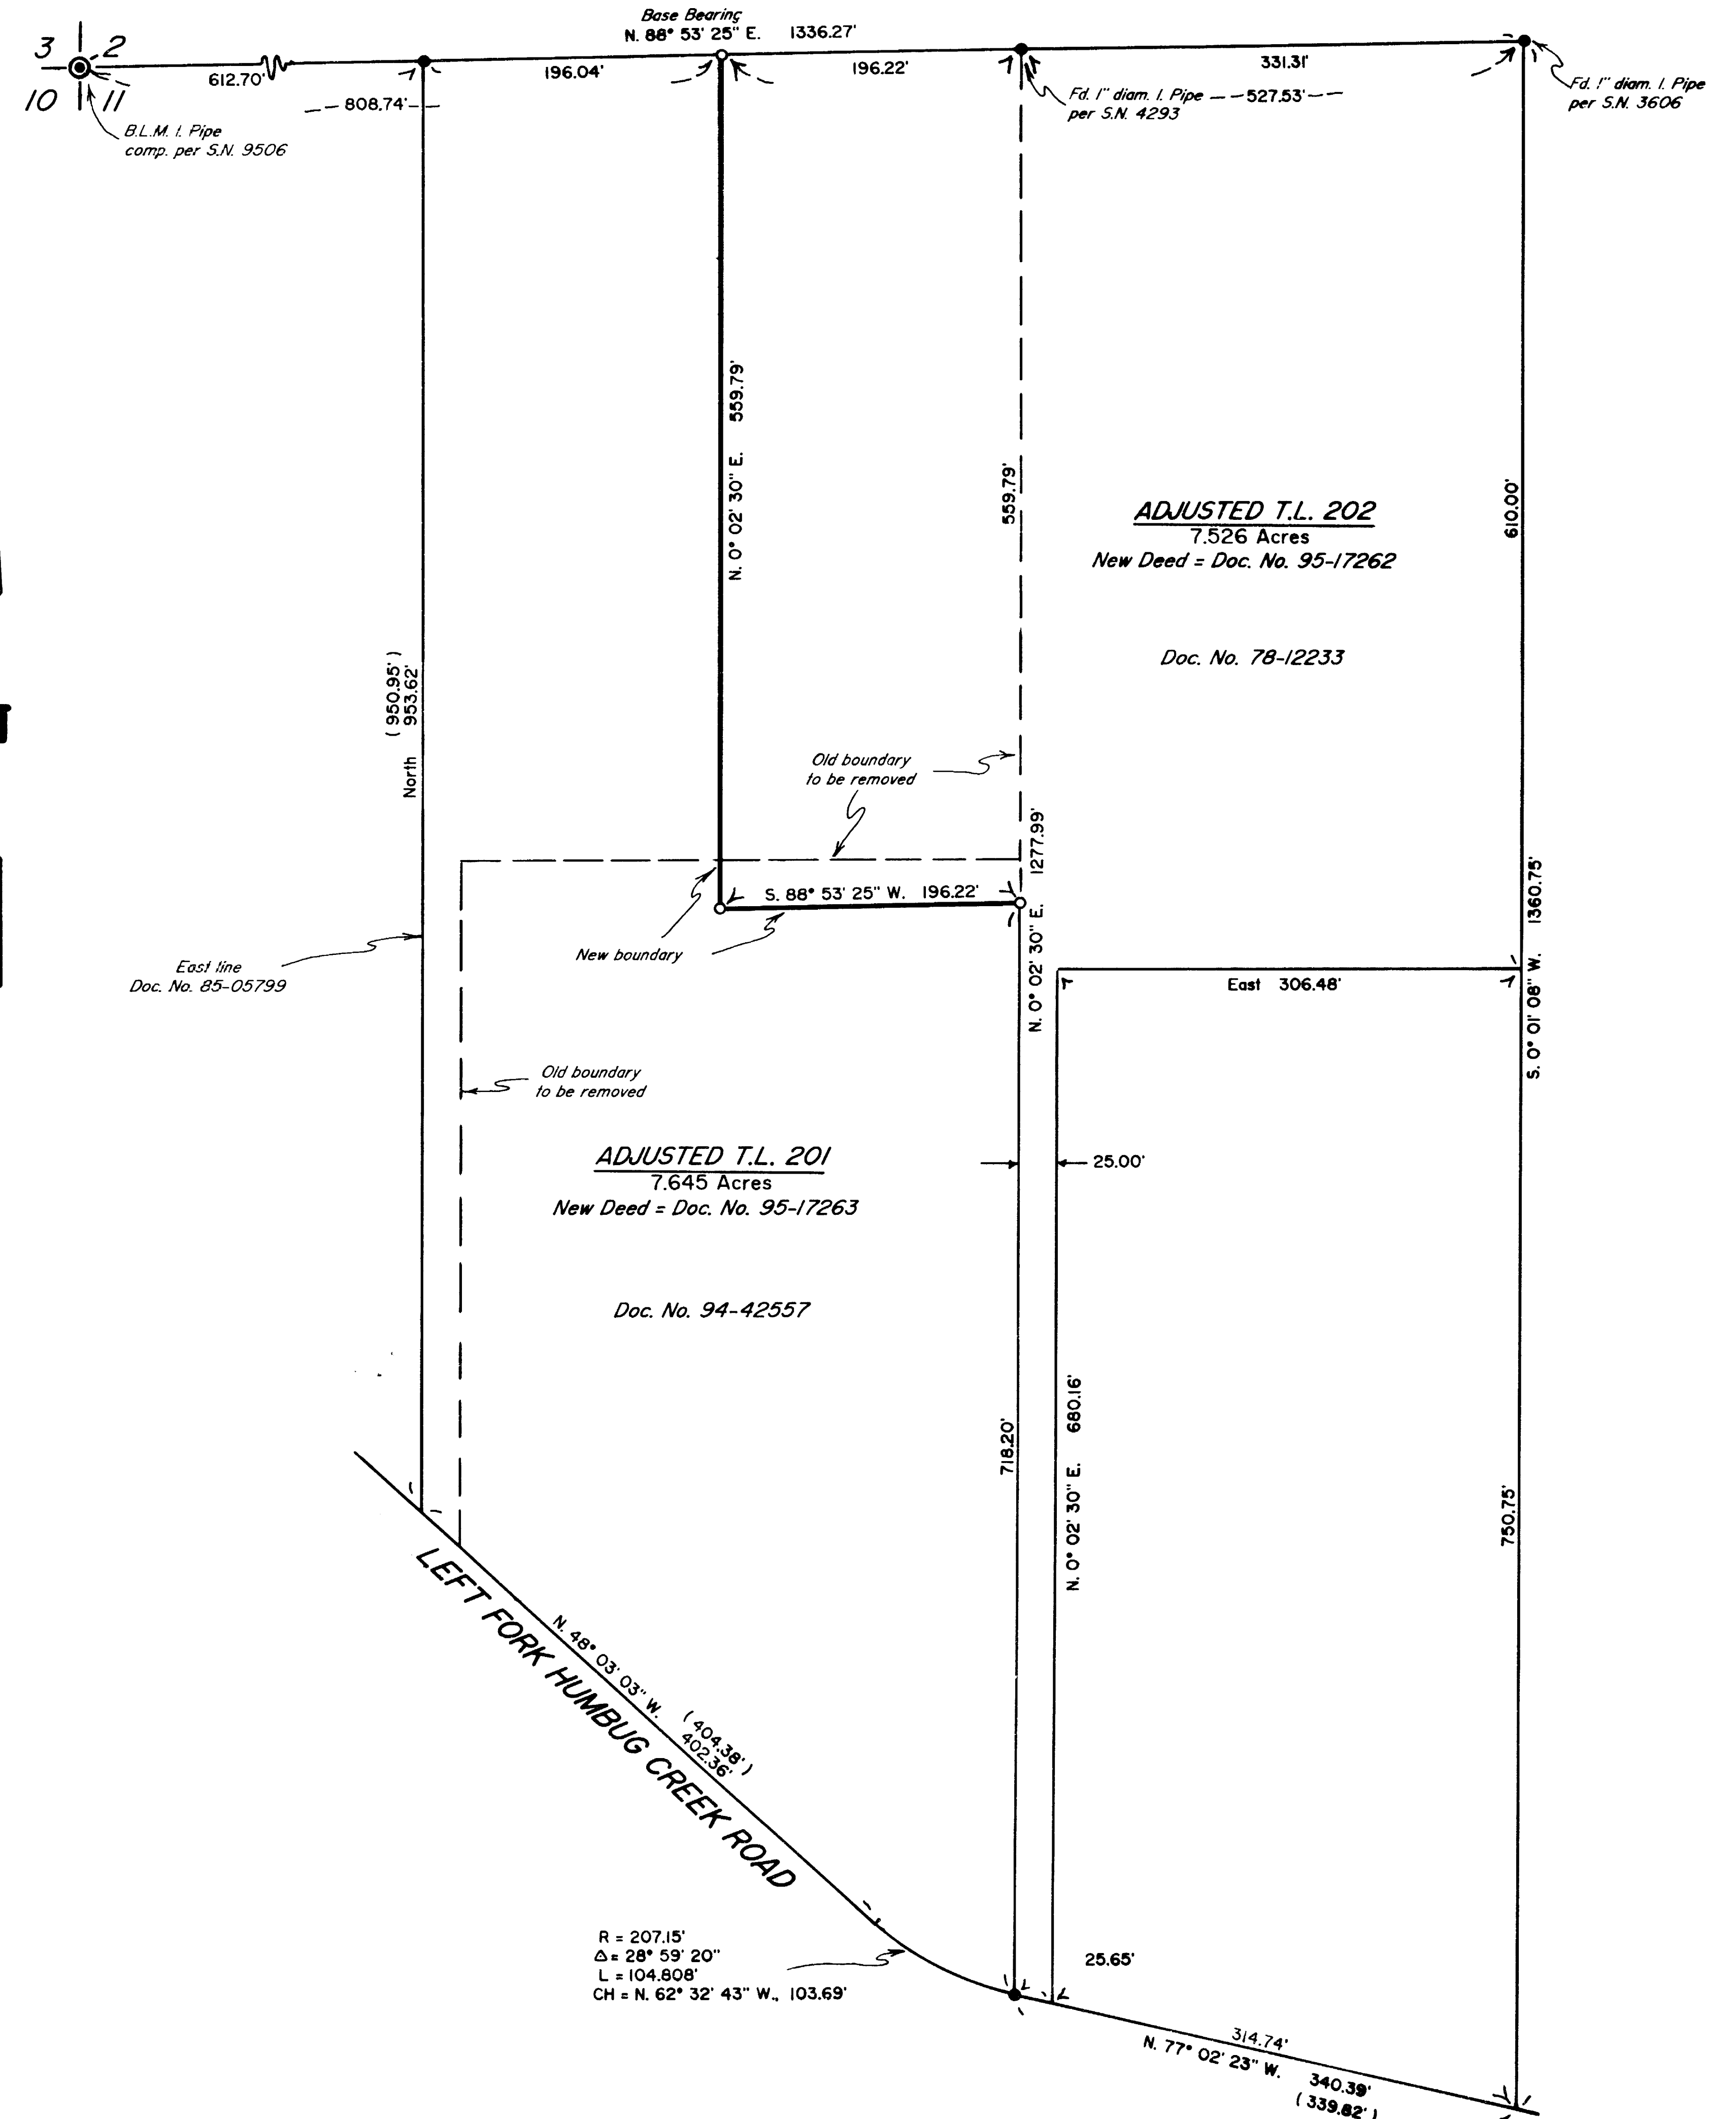 Base Bearing
N. 88° 53' 25" E. 1336.27'
3 2
10 11
612.70'
196.04'
196.22'
331.31'
808.74'
527.53'
B.L.M. I. Pipe
comp. per S.N. 9506
Fd. 1" diam. I. Pipe
per S.N. 4293
Fd. 1" diam. I. Pipe
per S.N. 3606
N. 0° 02' 30" E. 559.79'
559.79'
610.00'
ADJUSTED T.L. 202
7.526 Acres
New Deed = Doc. No. 95-17262
Doc. No. 78-12233
North (950.95')
953.62'
Old boundary
to be removed
N. 0° 02' 30" E. 1277.99'
S. 88° 53' 25" W. 196.22'
New boundary
East line
Doc. No. 85-05799
East 306.48'
S. 0° 01' 08" W. 1360.75'
Old boundary
to be removed
ADJUSTED T.L. 201
7.645 Acres
New Deed = Doc. No. 95-17263
25.00'
Doc. No. 94-42557
718.20'
N. 0° 02' 30" E. 680.16'
750.75'
LEFT FORK HUMBUG CREEK ROAD
N. 48° 03' 03" W. (404.38')
402.36'
R = 207.15'
Δ = 28° 59' 20"
L = 104.808'
CH = N. 62° 32' 43" W., 103.69'
25.65'
314.74'
N. 77° 02' 23" W. 340.39'
(339.82')